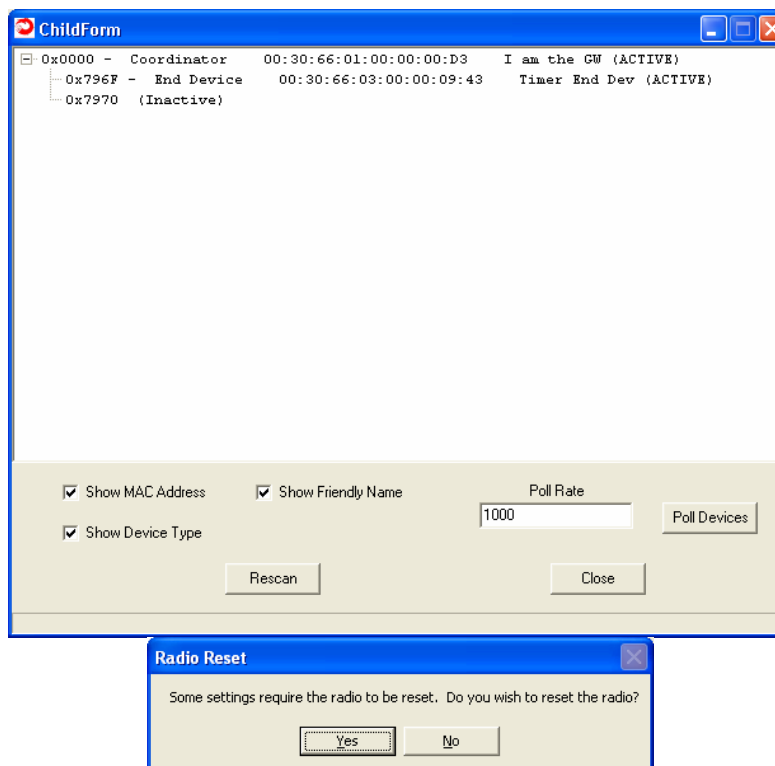 ChildForm
0x0000 - Coordinator 00:30:66:01:00:00:00:D3 I am the GW (ACTIVE)
0x796F - End Device 00:30:66:03:00:00:09:43 Timer End Dev (ACTIVE)
0x7970 (Inactive)
Show MAC Address Show Friendly Name Poll Rate
1000 Poll Devices
Show Device Type
Rescan Close
Radio Reset
Some settings require the radio to be reset. Do you wish to reset the radio?
Yes No